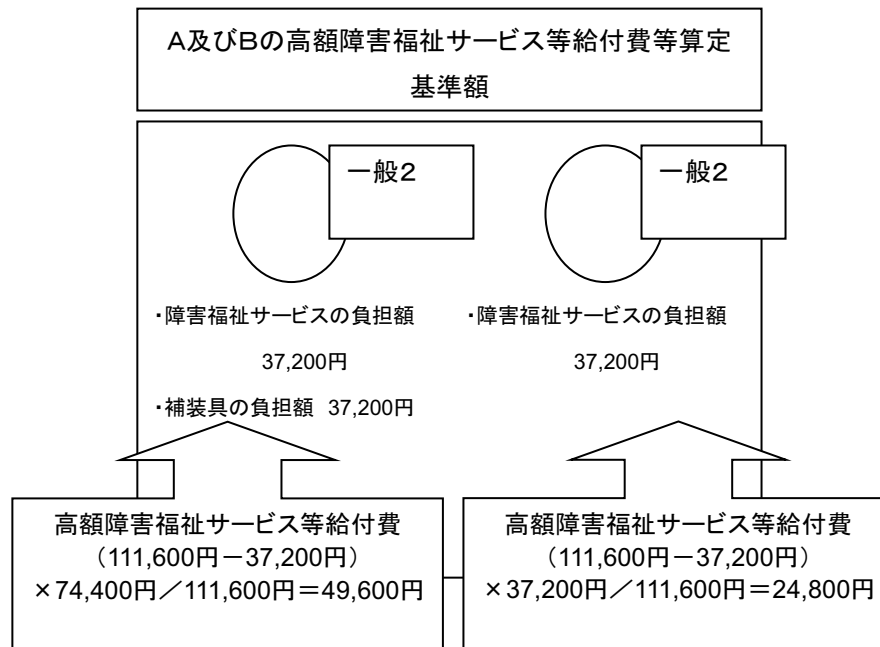 A及びBの高額障害福祉サービス等給付費等算定
基準額
一般2
一般2
・障害福祉サービスの負担額
37,200円
・補装具の負担額 37,200円
・障害福祉サービスの負担額
37,200円
高額障害福祉サービス等給付費
（111,600円－37,200円）
×74,400円／111,600円＝49,600円
高額障害福祉サービス等給付費
（111,600円－37,200円）
×37,200円／111,600円＝24,800円